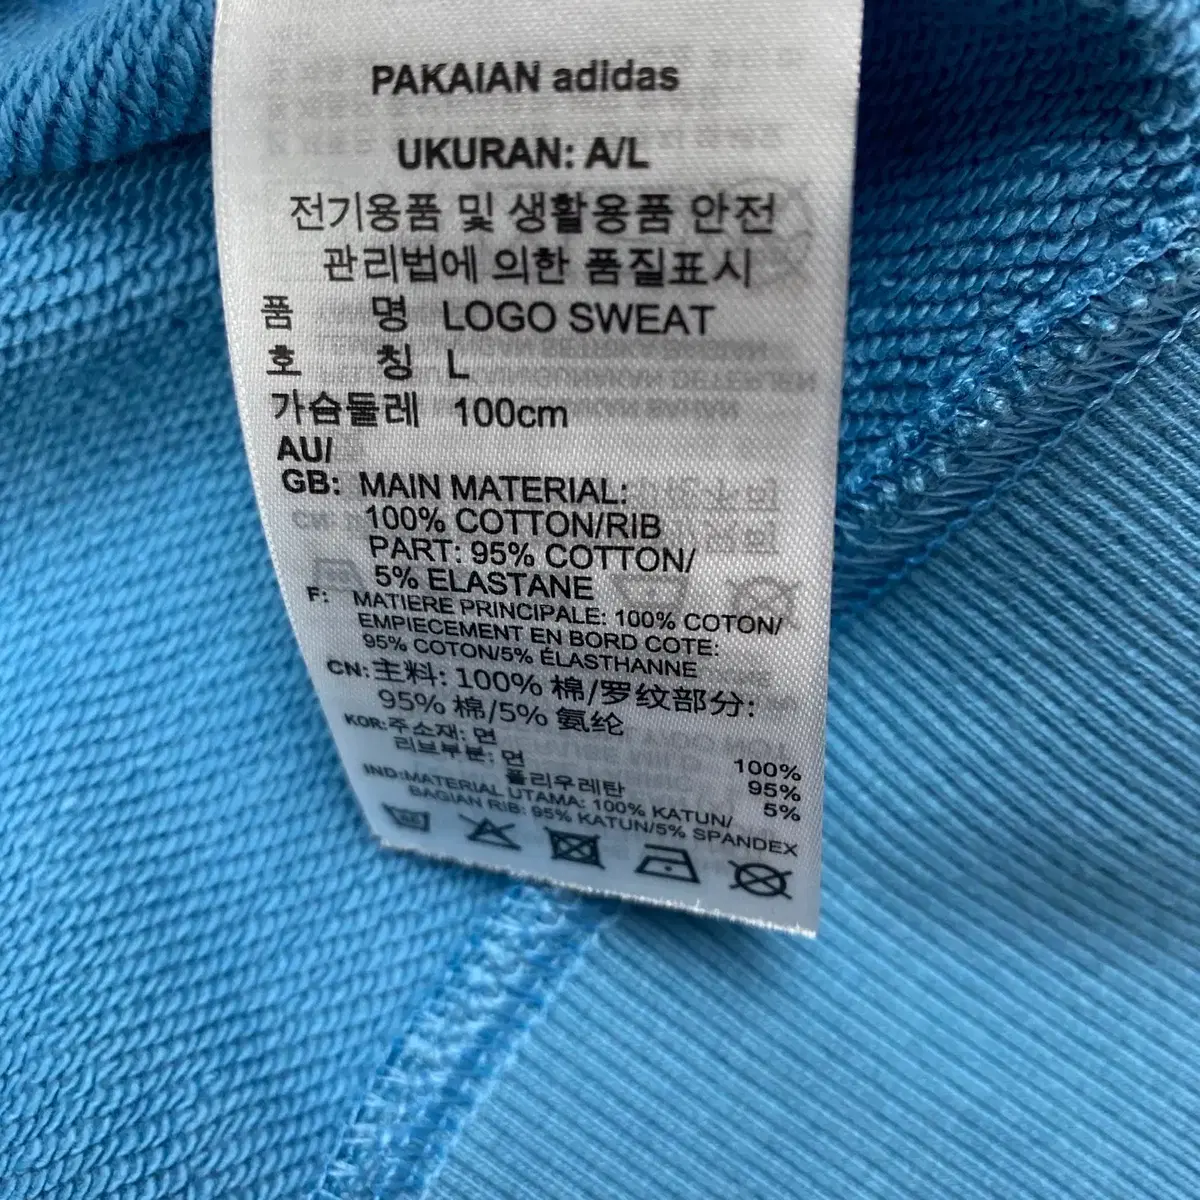 PAKAIAN adidas
UKURAN: A/L
전기용품 및 생활용품 안전
관리법에 의한 품질표시
품 명 LOGO SWEAT
호 칭 L
가슴둘레 100cm
AU/
GB: MAIN MATERIAL:
100% COTTON/RIB
PART: 95% COTTON/
5% ELASTANE
F: MATIERE PRINCIPALE: 100% COTON/
EMPIECEMENT EN BORD COTE:
95% COTON/5% ÉLASTHANNE
CN: 主料: 100% 棉/罗纹部分:
95% 棉/5% 氨纶
KOR: 주소재: 면 100%
리브부분: 면 95%
폴리우레탄 5%
IND: MATERIAL UTAMA: 100% KATUN/
BAGIAN RIB: 95% KATUN/5% SPANDEX